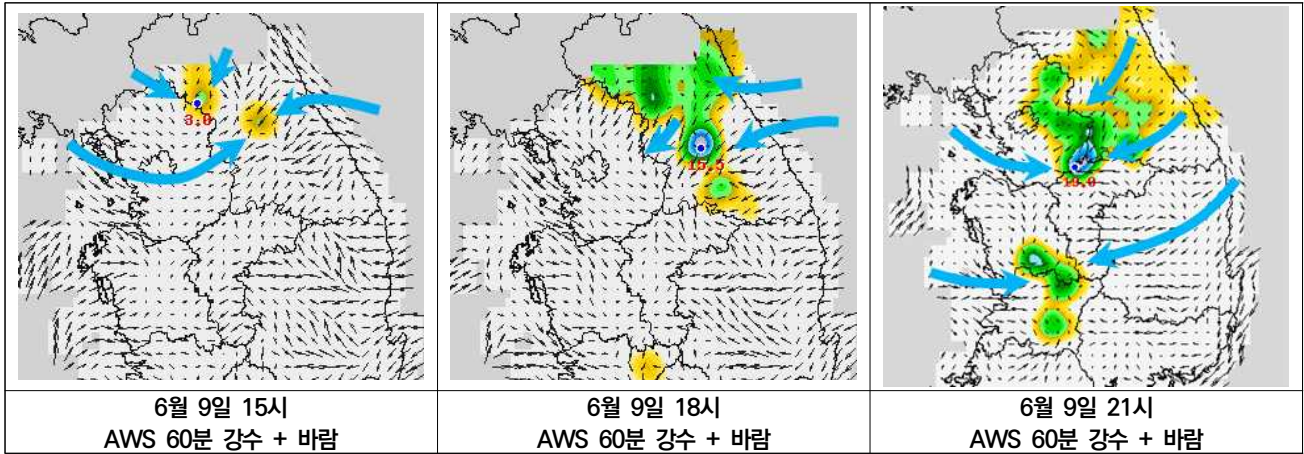 3.0
15.5
6월 9일 15시
AWS 60분 강수 + 바람
6월 9일 18시
AWS 60분 강수 + 바람
6월 9일 21시
AWS 60분 강수 + 바람